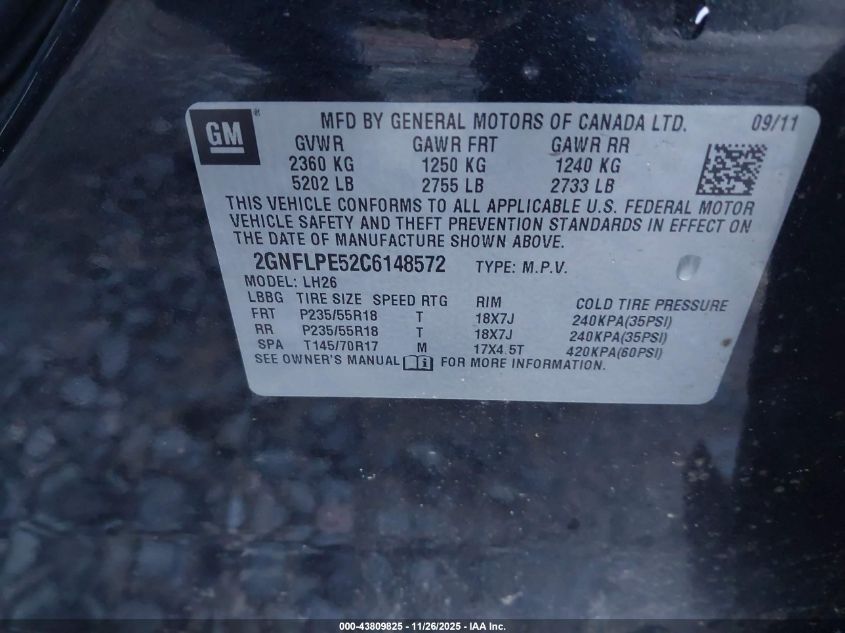 GM ® MFD BY GENERAL MOTORS OF CANADA LTD. 09/11
GVWR GAWR FRT GAWR RR
2360 KG 1250 KG 1240 KG
5202 LB 2755 LB 2733 LB
THIS VEHICLE CONFORMS TO ALL APPLICABLE U.S. FEDERAL MOTOR
VEHICLE SAFETY AND THEFT PREVENTION STANDARDS IN EFFECT ON
THE DATE OF MANUFACTURE SHOWN ABOVE.
2GNFLPE52C6148572 TYPE: M.P.V.
MODEL: LH26
LBBG TIRE SIZE SPEED RTG RIM COLD TIRE PRESSURE
FRT P235/55R18 T 18X7J 240KPA(35PSI)
RR P235/55R18 T 18X7J 240KPA(35PSI)
SPA T145/70R17 M 17X4.5T 420KPA(60PSI)
SEE OWNER'S MANUAL FOR MORE INFORMATION.
000-43809825 - 11/26/2025 - IAA Inc.